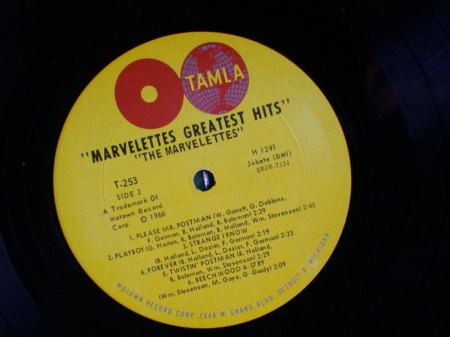 TAMLA
"MARVELETTES GREATEST HITS"
"THE MARVELETTES"
T-253
SIDE 2
A Trademark Of
Motown Record
Corp. © 1966
H 1291
Jobete (BMI)
1. PLEASE MR. POSTMAN (W. Garrett, G. Dobbins,
F. Gorman, B. Holland, R. Bateman) 2:29
2. PLAYBOY (G. Horton, R. Bateman, Wm. Stevenson) 2:45
3. STRANGE I KNOW
(B. Holland, L. Dozier, F. Gorman) 2:23
4. FOREVER (B. Holland, L. Dozier, F. Gorman) 2:23
5. TWISTIN' POSTMAN (B. Holland,
R. Bateman, Wm. Stevenson) 2:29
6. BEECHWOOD 4-5789
(Wm. Stevenson, M. Gaye, G. Gordy) 2:09
MOTOWN RECORD CORP. 2648 W. GRAND BLVD. DETROIT 8, MICHIGAN